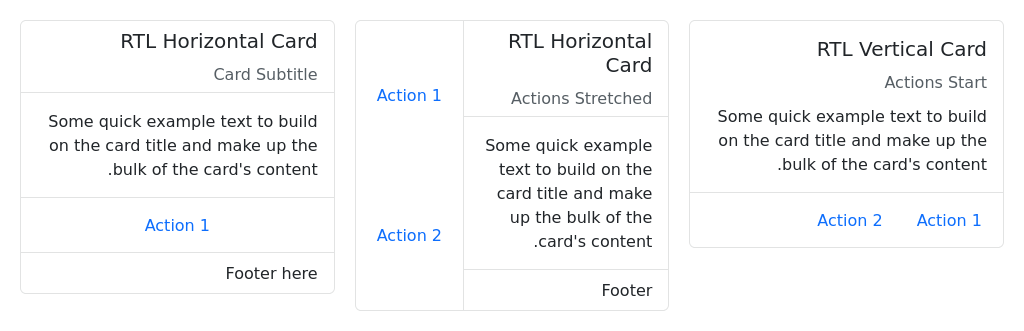 RTL Horizontal Card
Card Subtitle
Some quick example text to build
on the card title and make up the
.bulk of the card's content
Action 1
Footer here
RTL Horizontal
Card
Actions Stretched
Some quick example
text to build on the
card title and make
up the bulk of the
.card's content
Footer
Action 1
Action 2
RTL Vertical Card
Actions Start
Some quick example text to build
on the card title and make up the
.bulk of the card's content
Action 2 Action 1